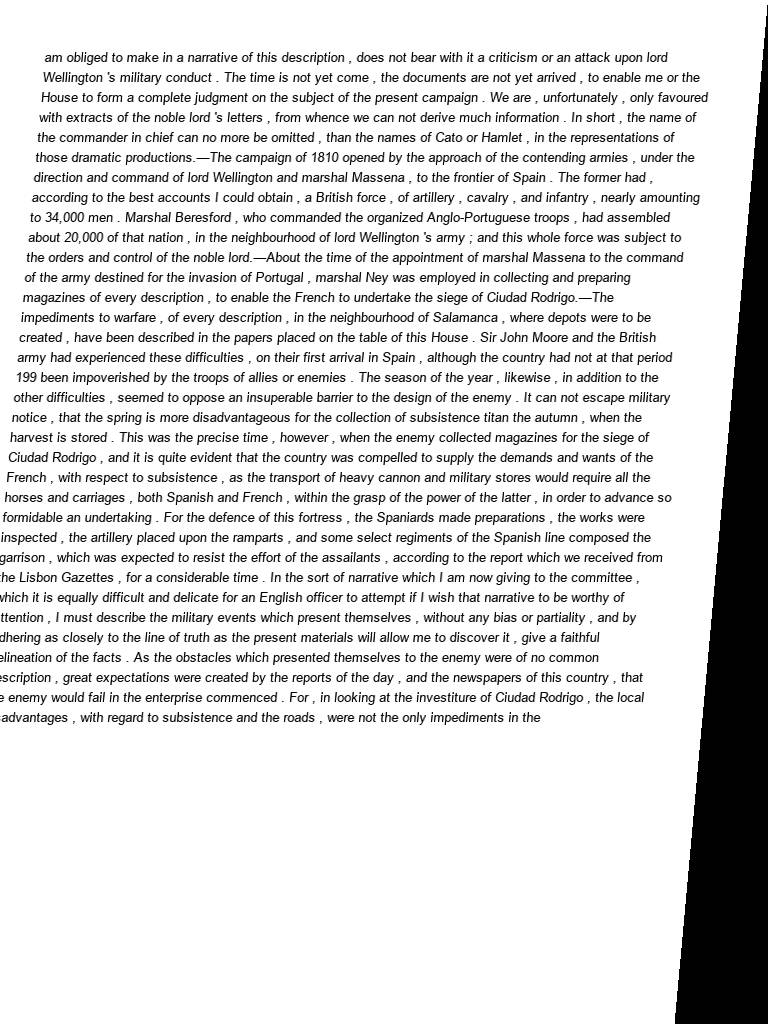 am obliged to make in a narrative of this description , does not bear with it a criticism or an attack upon lord
Wellington 's military conduct . The time is not yet come , the documents are not yet arrived , to enable me or the
House to form a complete judgment on the subject of the present campaign . We are , unfortunately , only favoured
with extracts of the noble lord 's letters , from whence we can not derive much information . In short , the name of
the commander in chief can no more be omitted , than the names of Cato or Hamlet , in the representations of
those dramatic productions.—The campaign of 1810 opened by the approach of the contending armies , under the
direction and command of lord Wellington and marshal Massena , to the frontier of Spain . The former had ,
according to the best accounts I could obtain , a British force , of artillery , cavalry , and infantry , nearly amounting
to 34,000 men . Marshal Beresford , who commanded the organized Anglo-Portuguese troops , had assembled
about 20,000 of that nation , in the neighbourhood of lord Wellington 's army ; and this whole force was subject to
the orders and control of the noble lord.—About the time of the appointment of marshal Massena to the command
of the army destined for the invasion of Portugal , marshal Ney was employed in collecting and preparing
magazines of every description , to enable the French to undertake the siege of Ciudad Rodrigo.—The
impediments to warfare , of every description , in the neighbourhood of Salamanca , where depots were to be
created , have been described in the papers placed on the table of this House . Sir John Moore and the British
army had experienced these difficulties , on their first arrival in Spain , although the country had not at that period
199 been impoverished by the troops of allies or enemies . The season of the year , likewise , in addition to the
other difficulties , seemed to oppose an insuperable barrier to the design of the enemy . It can not escape military
notice , that the spring is more disadvantageous for the collection of subsistence titan the autumn , when the
harvest is stored . This was the precise time , however , when the enemy collected magazines for the siege of
Ciudad Rodrigo , and it is quite evident that the country was compelled to supply the demands and wants of the
French , with respect to subsistence , as the transport of heavy cannon and military stores would require all the
horses and carriages , both Spanish and French , within the grasp of the power of the latter , in order to advance so
formidable an undertaking . For the defence of this fortress , the Spaniards made preparations , the works were
inspected , the artillery placed upon the ramparts , and some select regiments of the Spanish line composed the
garrison , which was expected to resist the effort of the assailants , according to the report which we received from
the Lisbon Gazettes , for a considerable time . In the sort of narrative which I am now giving to the committee ,
which it is equally difficult and delicate for an English officer to attempt if I wish that narrative to be worthy of
ttention , I must describe the military events which present themselves , without any bias or partiality , and by
dhering as closely to the line of truth as the present materials will allow me to discover it , give a faithful
elineation of the facts . As the obstacles which presented themselves to the enemy were of no common
escription , great expectations were created by the reports of the day , and the newspapers of this country , that
e enemy would fail in the enterprise commenced . For , in looking at the investiture of Ciudad Rodrigo , the local
sadvantages , with regard to subsistence and the roads , were not the only impediments in the